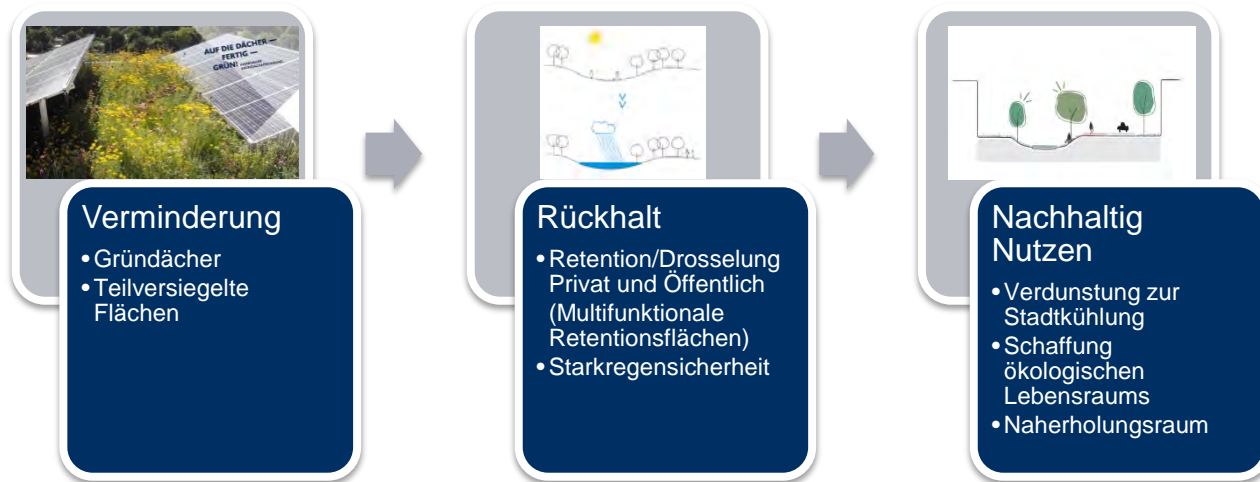 AUF DIE DÄCHER —
FERTIG —
GRÜN!
Verminderung
• Gründächer
• Teilversiegelte
Flächen
Rückhalt
• Retention/Drosselung
Privat und Öffentlich
(Multifunktionale
Retentionsflächen)
• Starkregensicherheit
Nachhaltig
Nutzen
• Verdunstung zur
Stadtkühlung
• Schaffung
ökologischen
Lebensraums
• Naherholungsraum